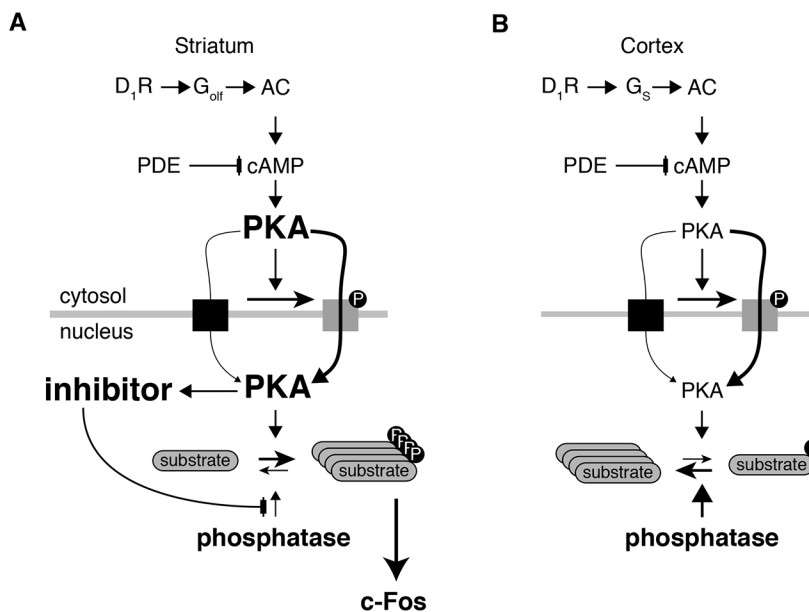 A
Striatum
D1R Golf AC
PDE cAMP
PKA
cytosol
P
nucleus
inhibitor PKA
P P P P
substrate
substrate
phosphatase
c-Fos
B
Cortex
D1R GS AC
PDE cAMP
PKA
P
PKA
substrate
substrate
phosphatase